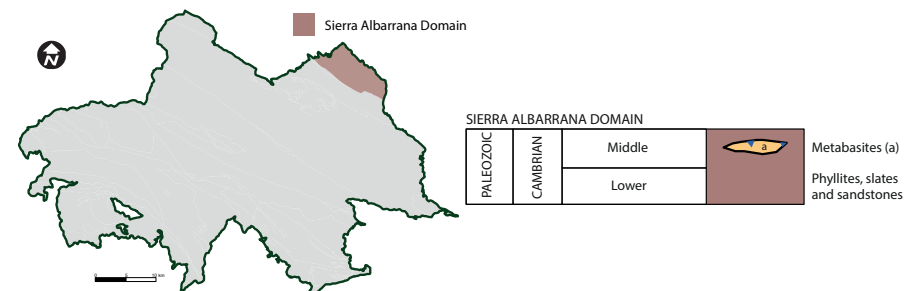 Sierra Albarrana Domain
N
SIERRA ALBARRANA DOMAIN
PALEOZOIC
CAMBRIAN
Middle
Lower
a
Metabasites (a)
Phyllites, slates
and sandstones
0 5 10 km